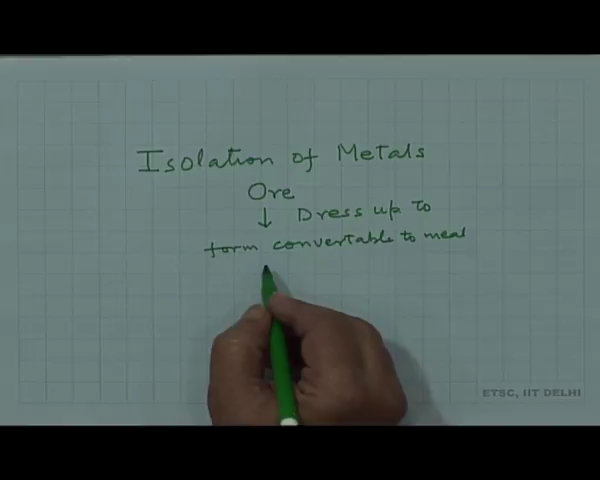 Isolation of Metals
Ore
↓ Dress up to
form convertable to meal
ETSC, IIT DELHI